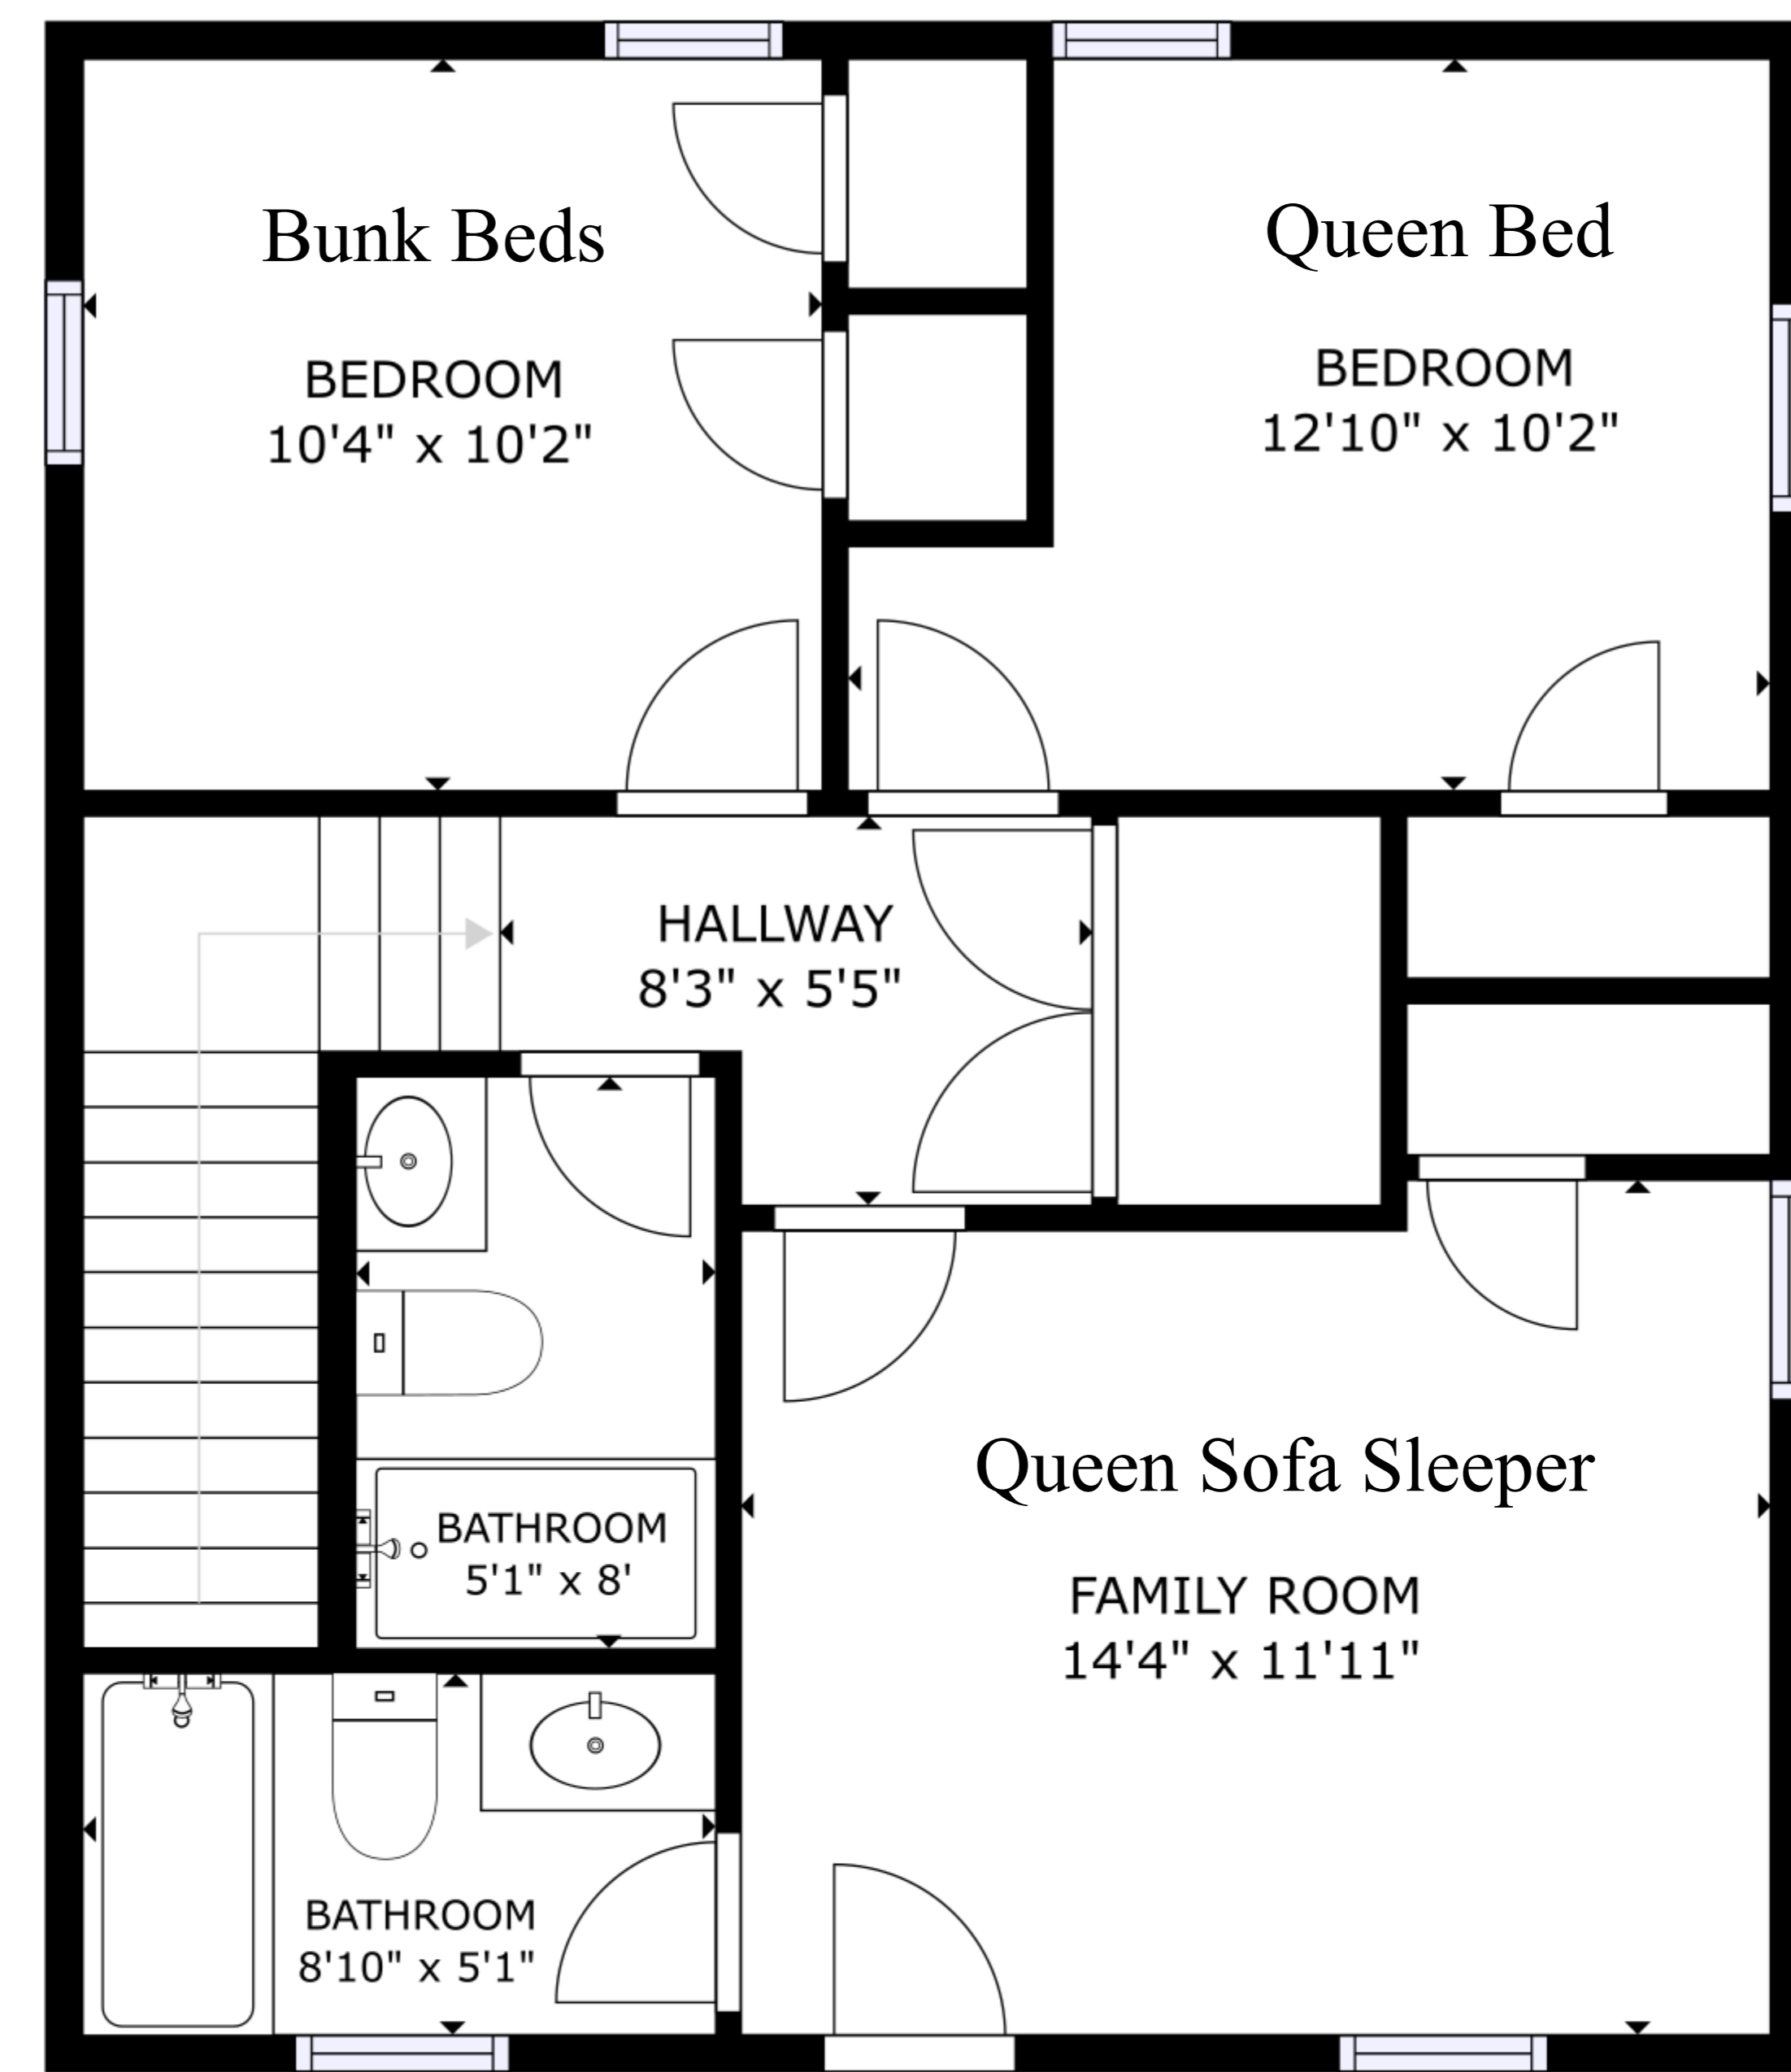 Bunk Beds
BEDROOM
10'4" x 10'2"
Queen Bed
BEDROOM
12'10" x 10'2"
HALLWAY
8'3" x 5'5"
BATHROOM
5'1" x 8'
Queen Sofa Sleeper
FAMILY ROOM
14'4" x 11'11"
BATHROOM
8'10" x 5'1"